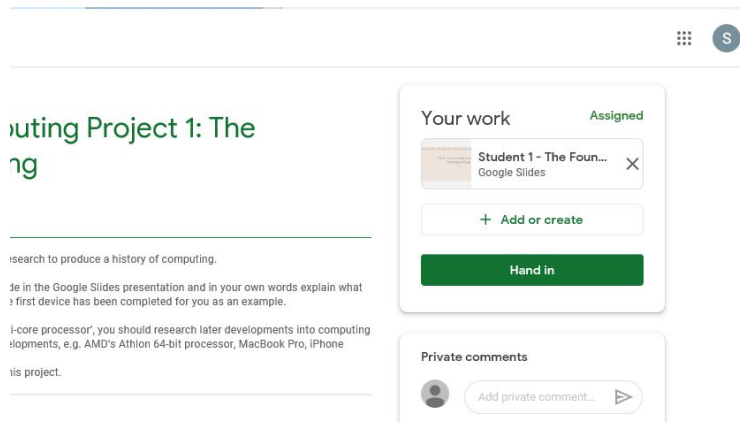 S
outing Project 1: The
ng
esearch to produce a history of computing.
de in the Google Slides presentation and in your own words explain what
e first device has been completed for you as an example.
i-core processor', you should research later developments into computing
elopments, e.g. AMD's Athlon 64-bit processor, MacBook Pro, iPhone
his project.
Your work
Assigned
Student 1 - The Foun...
Google Slides
+ Add or create
Hand in
Private comments
Add private comment...